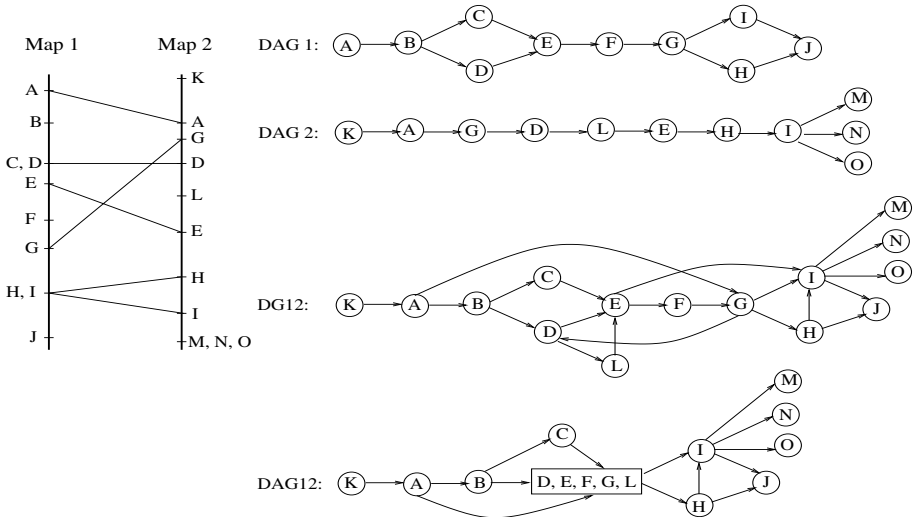 Map 1
A
B
C, D
E
F
G
H, I
J
Map 2
K
A
G
D
L
E
H
I
M, N, O
DAG 1: A B C D E F G I H J
DAG 2: K A G D L E H I M N O
DG12: K A B C D E L F G I H J M N O
DAG12: K A B C D, E, F, G, L I H J M N O